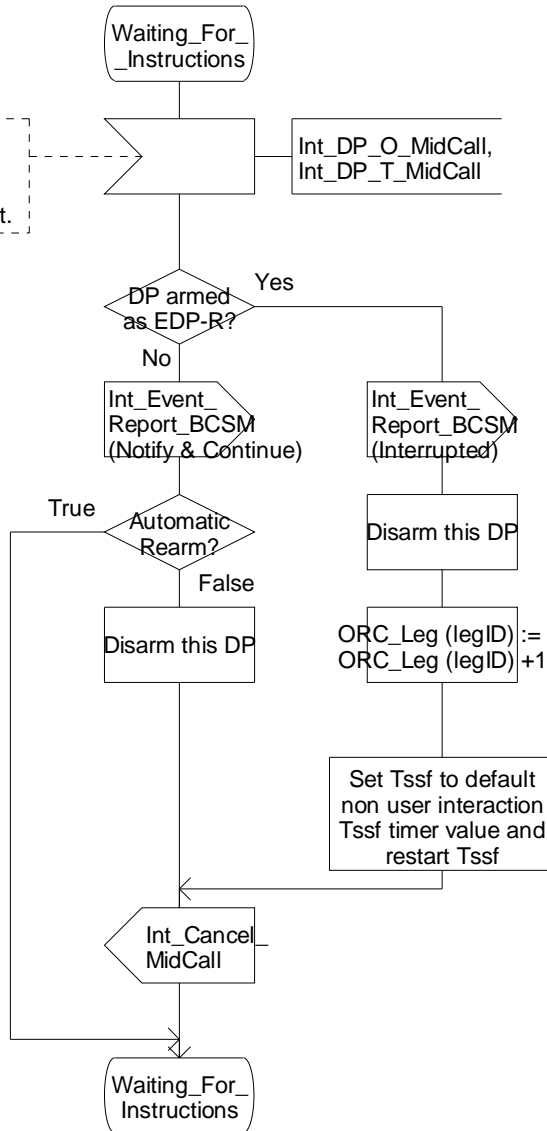 Waiting_For_
_Instructions
Int_DP_O_MidCall,
Int_DP_T_MidCall
t.
DP armed
as EDP-R?
Yes
No
Int_Event_
Report_BCSM
(Notify & Continue)
Int_Event_
Report_BCSM
(Interrupted)
True
Automatic
Rearm?
False
Disarm this DP
Disarm this DP
ORC_Leg (legID) :=
ORC_Leg (legID) +1
Set Tssf to default
non user interaction
Tssf timer value and
restart Tssf
Int_Cancel_
MidCall
Waiting_For_
Instructions